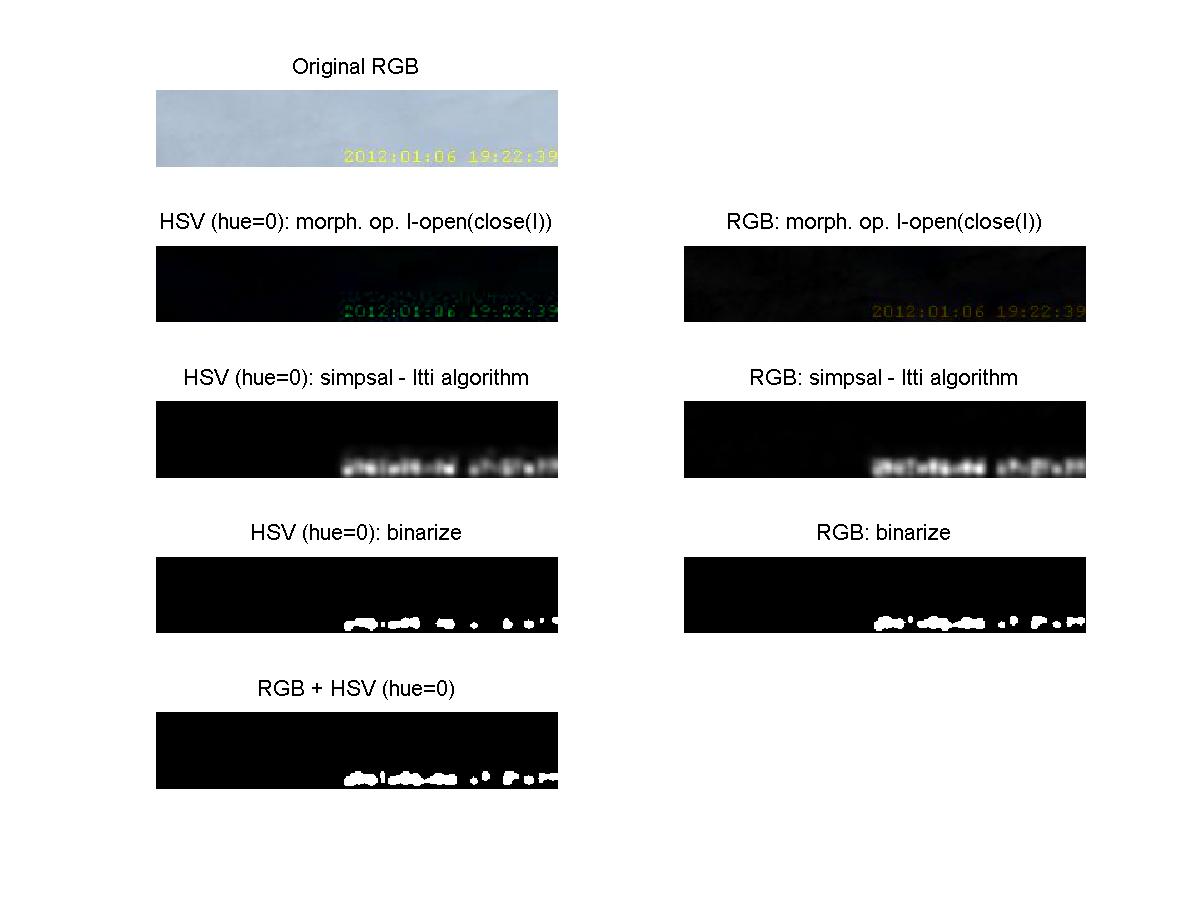 Original RGB
2012:01:06 19:22:39
HSV (hue=0): morph. op. I-open(close(I))
RGB: morph. op. I-open(close(I))
2012:01:06 19:22:39
2012:01:06 19:22:39
HSV (hue=0): simpsal - Itti algorithm
RGB: simpsal - Itti algorithm
HSV (hue=0): binarize
RGB: binarize
RGB + HSV (hue=0)